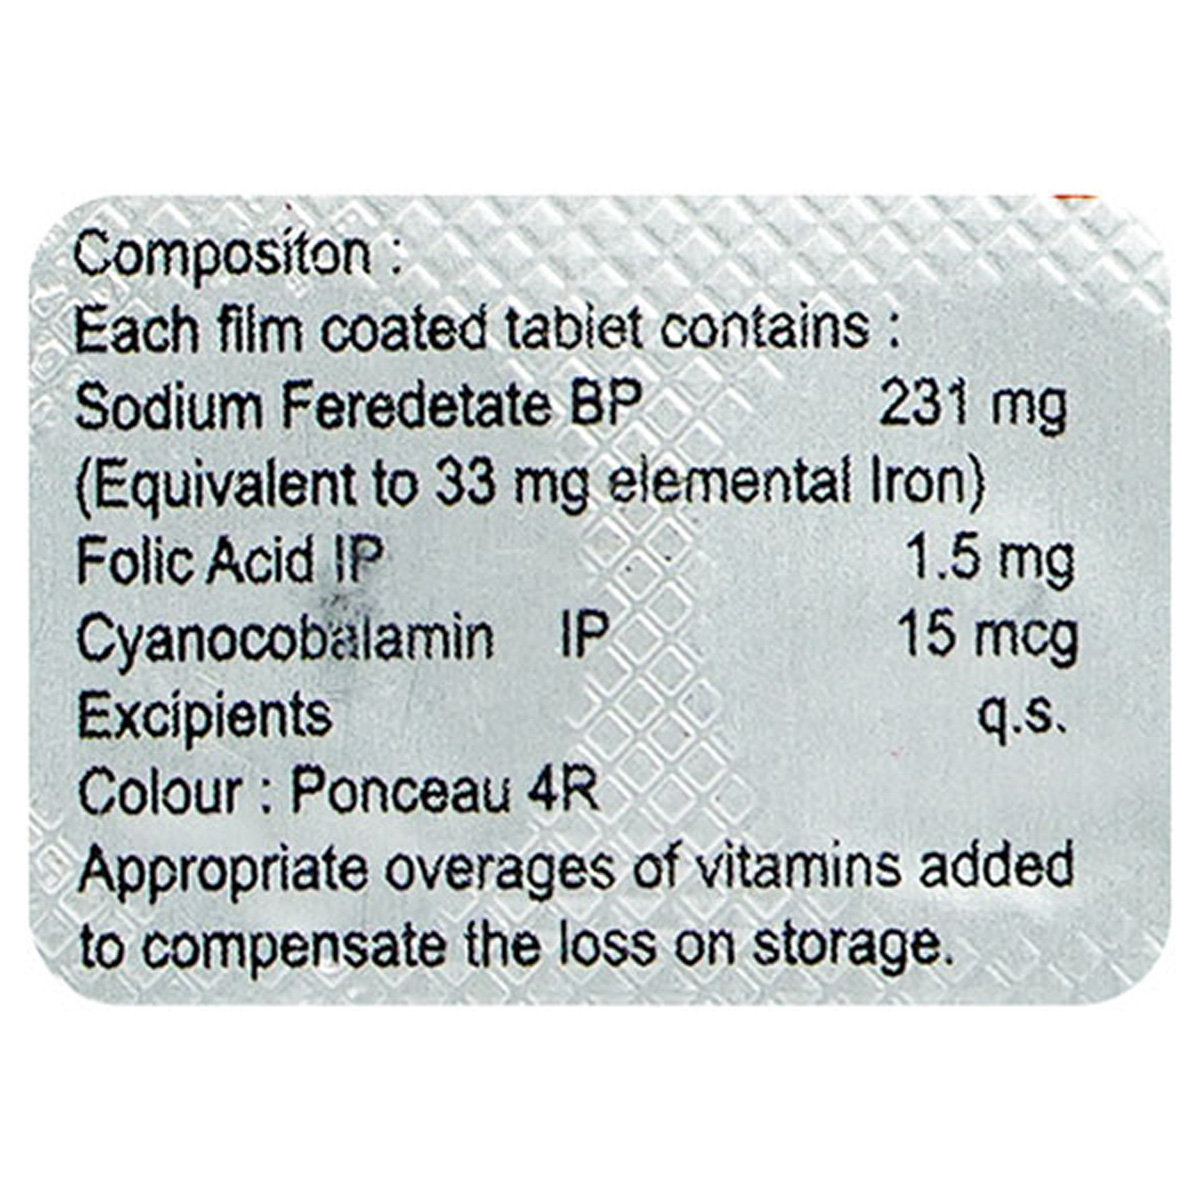 Compositon :
Each film coated tablet contains :
Sodium Feredetate BP 231 mg
(Equivalent to 33 mg elemental Iron)
Folic Acid IP 1.5 mg
Cyanocobalamin IP 15 mcg
Excipients q.s.
Colour : Ponceau 4R
Appropriate overages of vitamins added
to compensate the loss on storage.